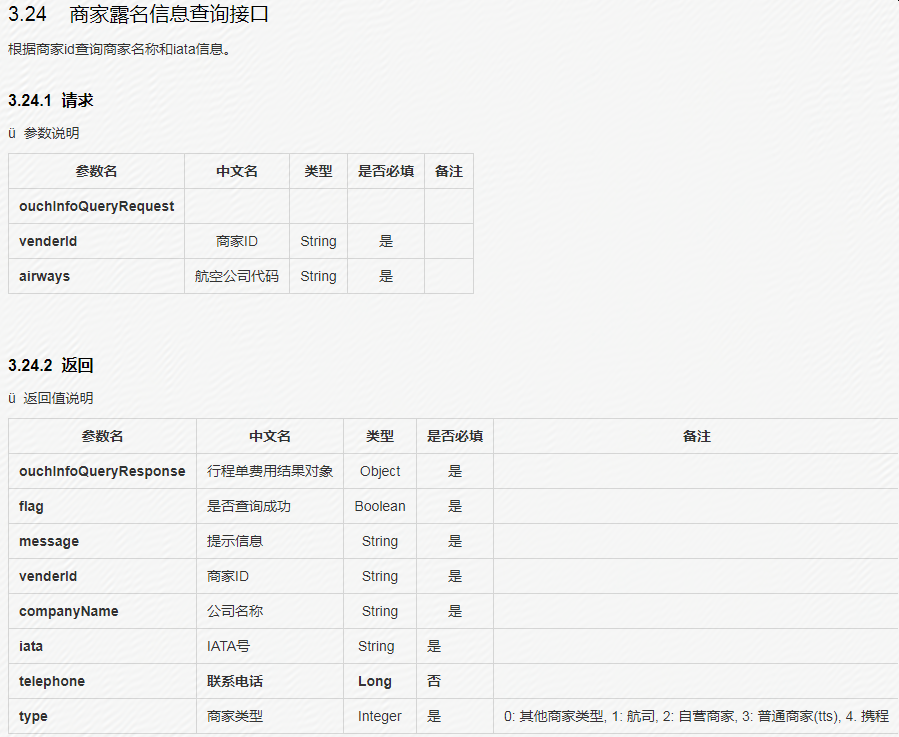 3.24 商家露名信息查询接口
根据商家id查询商家名称和iata信息。
3.24.1 请求
ü 参数说明
参数名 中文名 类型 是否必填 备注
ouchInfoQueryRequest
venderId 商家ID String 是
airways 航空公司代码 String 是
3.24.2 返回
ü 返回值说明
参数名 中文名 类型 是否必填 备注
ouchInfoQueryResponse 行程单费用结果对象 Object 是
flag 是否查询成功 Boolean 是
message 提示信息 String 是
venderId 商家ID String 是
companyName 公司名称 String 是
iata IATA号 String 是
telephone 联系电话 Long 否
type 商家类型 Integer 是 0: 其他商家类型, 1: 航司, 2: 自营商家, 3: 普通商家(tts), 4. 携程